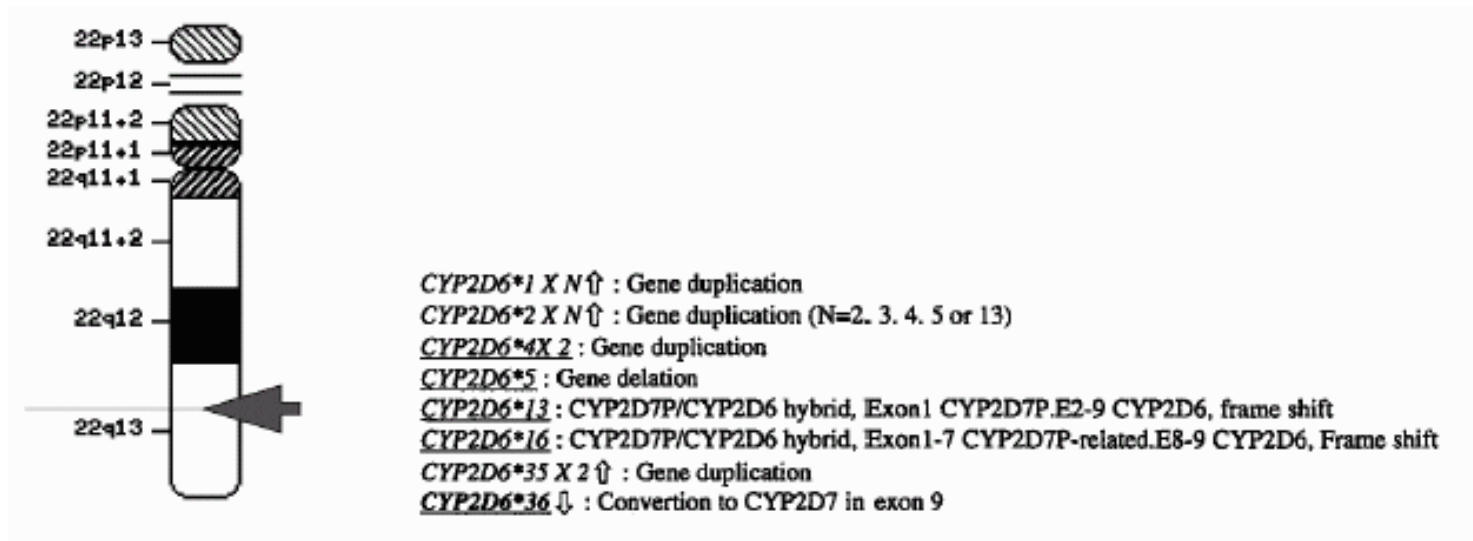 22p13
22p12
22p11.2
22p11.1
22q11.1
22q11.2
22q12
22q13
CYP2D6*1 X N⇧ : Gene duplication
CYP2D6*2 X N⇧ : Gene duplication (N=2. 3. 4. 5 or 13)
CYP2D6*4X 2 : Gene duplication
CYP2D6*5 : Gene delation
CYP2D6*13 : CYP2D7P/CYP2D6 hybrid, Exon1 CYP2D7P.E2-9 CYP2D6, frame shift
CYP2D6*16 : CYP2D7P/CYP2D6 hybrid, Exon1-7 CYP2D7P-related.E8-9 CYP2D6, Frame shift
CYP2D6*35 X 2⇧ : Gene duplication
CYP2D6*36⇩ : Convertion to CYP2D7 in exon 9